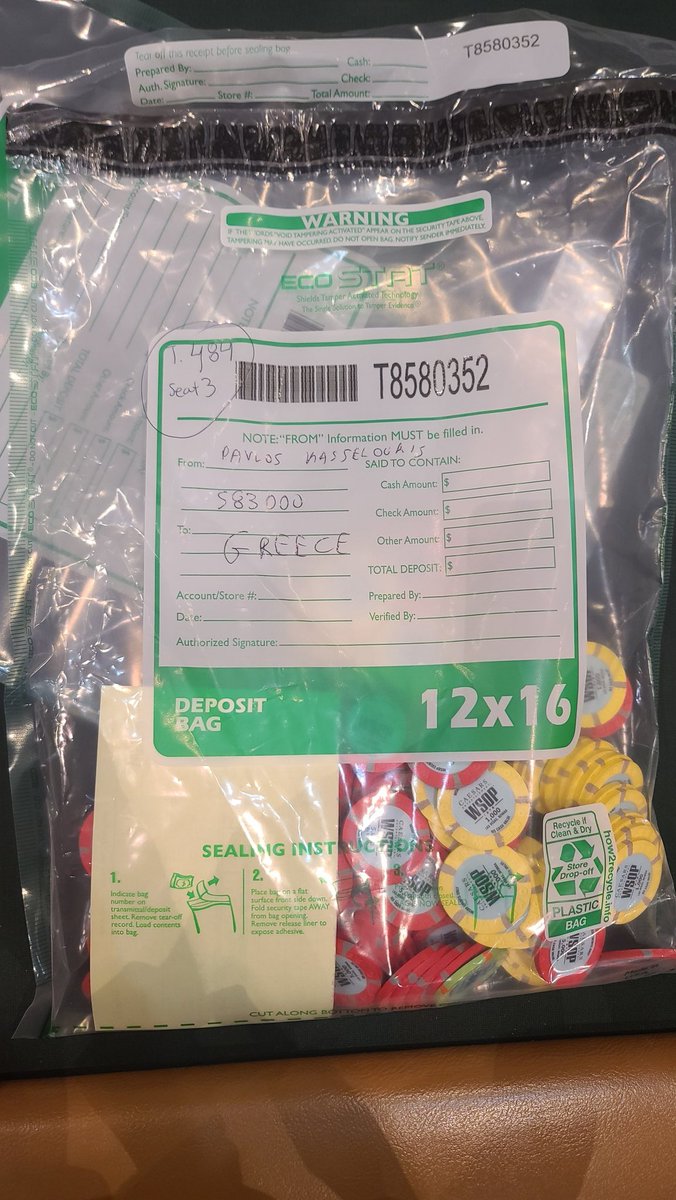 Tear off this receipt before sealing bag
T8580352
Prepared By: Cash:
Auth. Signature: Check:
Date: Store #: Total Amount:
WARNING
IF THE WORDS "VOID TAMPERING ACTIVATED" APPEAR ON THE SECURITY TAPE ABOVE,
TAMPERING MAY HAVE OCCURRED. DO NOT OPEN BAG. NOTIFY SENDER IMMEDIATELY.
ECO STAT®
Shields Tamper Activated Technology
The Single Solution to Tamper Evidence®
T. 484
Seat 3
T8580352
NOTE: "FROM" Information MUST be filled in.
From: PAVLOS KASSELOURIS
SAID TO CONTAIN:
Cash Amount: $
583000
Check Amount: $
To: GREECE
Other Amount: $
TOTAL DEPOSIT: $
Account/Store #: Prepared By:
Date: Verified By:
Authorized Signature:
DEPOSIT
BAG
12x16
SEALING INSTRUCTIONS
1.
Indicate bag
number on
transmittal/deposit
sheet. Remove tear-off
record. Load contents
into bag.
2.
Place bag on a flat
surface front side down.
Fold security tape AWAY
from bag opening.
Remove release liner to
expose adhesive.
CAESARS
WSOP
1,000
WSOP
WSOP
WSOP
Recycle if
Clean & Dry
Store
Drop-off
PLASTIC
BAG
how2recycle.info
CUT ALONG BOTTOM TO REMOVE